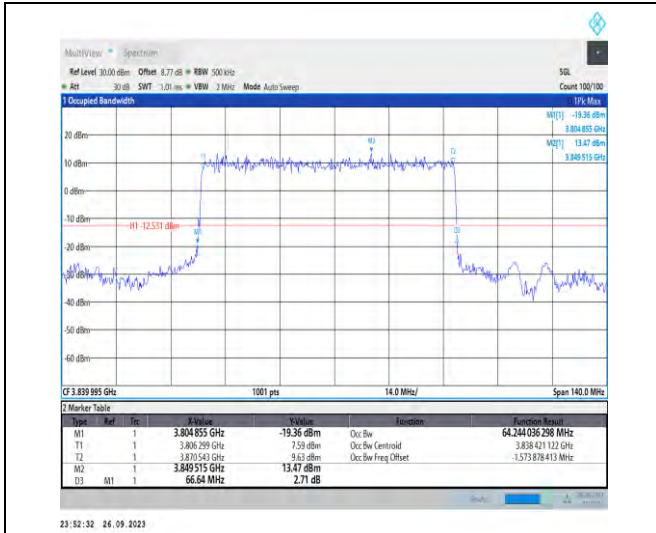 MultiView Spectrum
Ref Level 30.00 dBm Offset 8.77 dB RBW 500 kHz SGL
Att 30 dB SWT 1.01 ms VBW 2 MHz Mode Auto Sweep Count 100/100
1 Occupied Bandwidth 1Pk Max
M1[1] -19.36 dBm
3.804 855 GHz
M2[1] 13.47 dBm
3.849 515 GHz
20 dBm
M2
T1 T2
10 dBm
0 dBm
-10 dBm
H1 -12.531 dBm
M1 D3
-20 dBm
-30 dBm
-40 dBm
-50 dBm
-60 dBm
CF 3.839 995 GHz 1001 pts 14.0 MHz/ Span 140.0 MHz
2 Marker Table
Type Ref Trc X-Value Y-Value Function Function Result
M1 1 3.804 855 GHz -19.36 dBm Occ Bw 64.244 036 298 MHz
T1 1 3.806 299 GHz 7.59 dBm Occ Bw Centroid 3.838 421 122 GHz
T2 1 3.870 543 GHz 9.63 dBm Occ Bw Freq Offset -1.573 878 413 MHz
M2 1 3.849 515 GHz 13.47 dBm
D3 M1 1 66.64 MHz 2.71 dB
23:52:32 26.09.2023